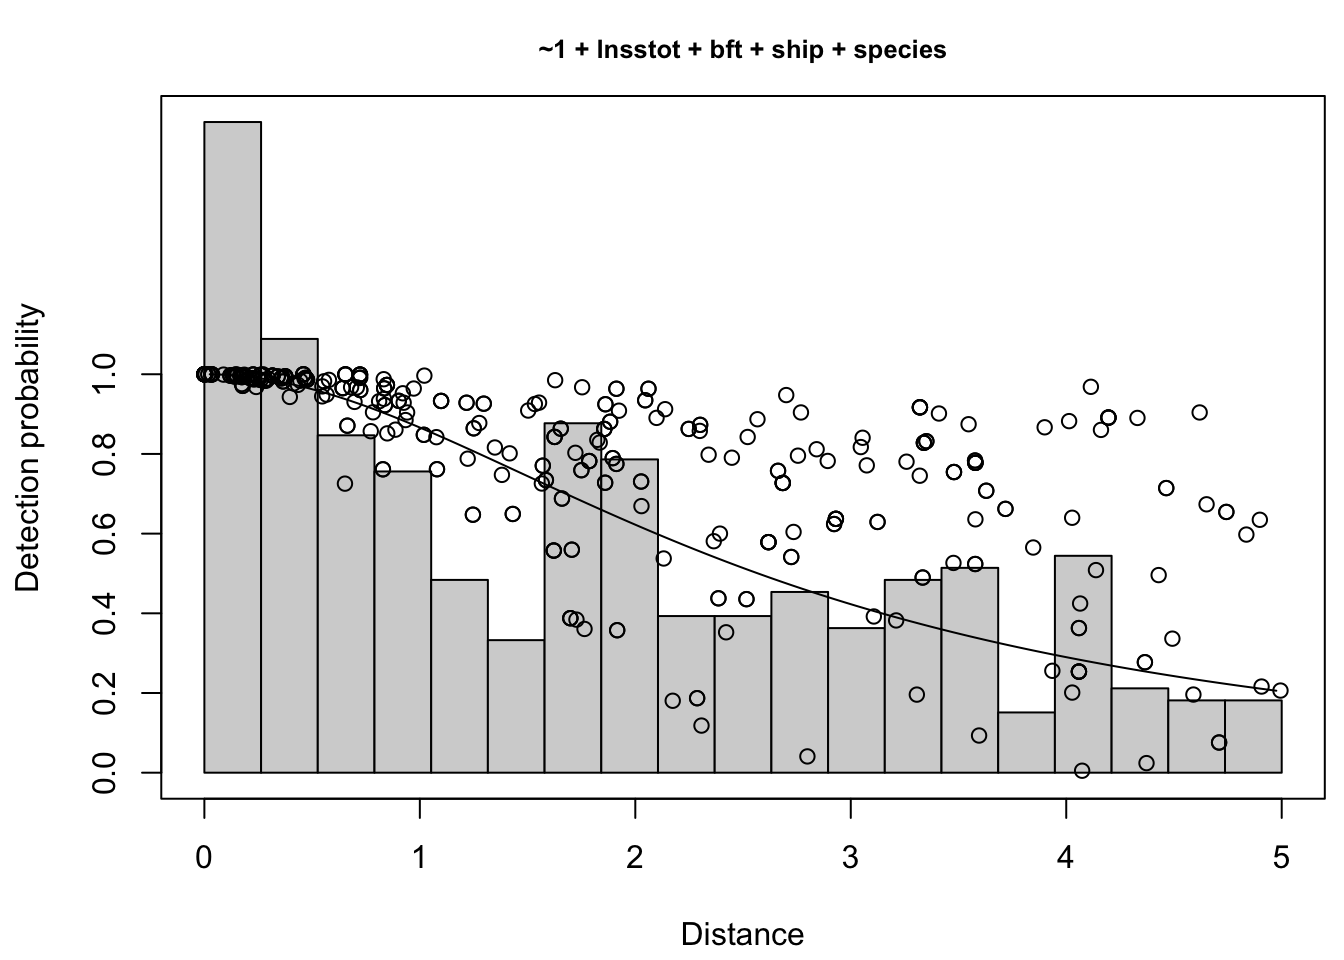 ~1 + lnsstot + bft + ship + species
Detection probability
1.0
0.8
0.6
0.4
0.2
0.0
0 1 2 3 4 5
Distance